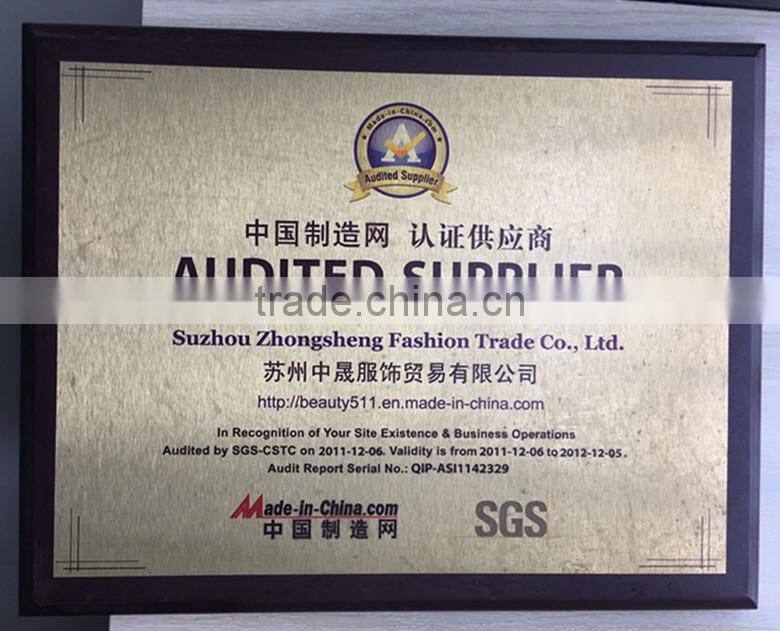 Made-in-China.com
A
Audited Supplier
中国制造网 认证供应商
AUDITED SUPPLIER
trade.china.cn
Suzhou Zhongsheng Fashion Trade Co., Ltd.
苏州中晟服饰贸易有限公司
http://beauty511.en.made-in-china.com
In Recognition of Your Site Existence & Business Operations
Audited by SGS-CSTC on 2011-12-06. Validity is from 2011-12-06 to 2012-12-05.
Audit Report Serial No.: QIP-ASI1142329
Made-in-China.com
中国制造网
SGS